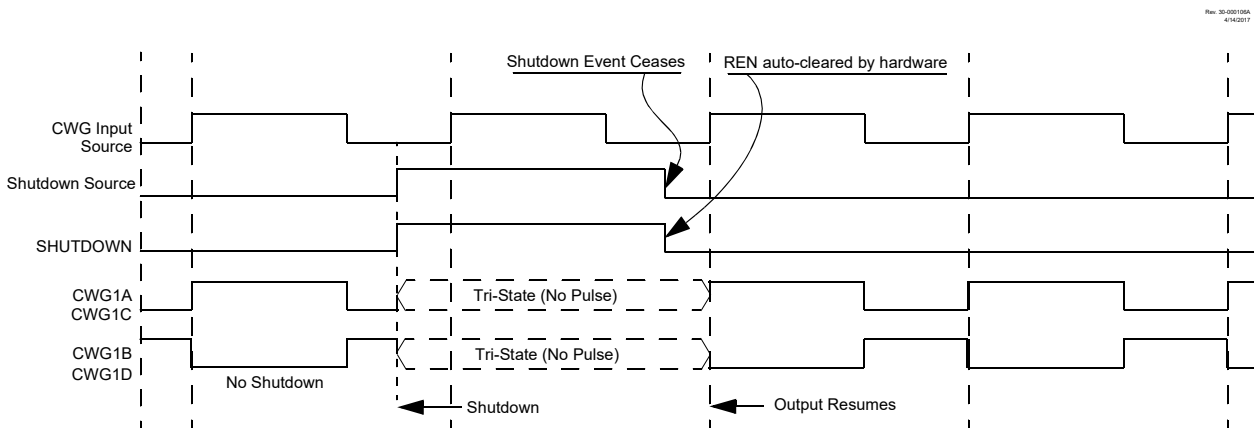 Rev. 30-000108A
4/14/2017
Shutdown Event Ceases
REN auto-cleared by hardware
CWG Input
Source
Shutdown Source
SHUTDOWN
CWG1A
CWG1C
Tri-State (No Pulse)
CWG1B
CWG1D
Tri-State (No Pulse)
No Shutdown
Shutdown
Output Resumes